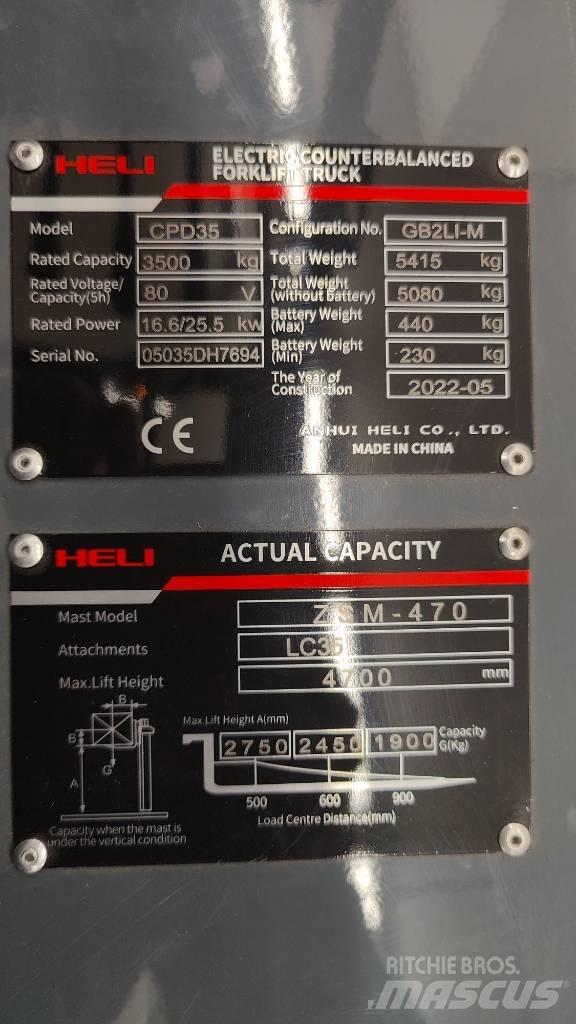 HELI
ELECTRIC COUNTERBALANCED
FORKLIFT TRUCK
Model CPD35 Configuration No. GB2LI-M
Rated Capacity 3500 kg Total Weight 5415 kg
Rated Voltage/
Capacity(5h) 80 V Total Weight
(without battery) 5080 kg
Rated Power 16.6/25.5 kw Battery Weight
(Max) 440 kg
Serial No. 05035DH7694 Battery Weight
(Min) 230 kg
The Year of
Construction 2022-05
CE
ANHUI HELI CO., LTD.
MADE IN CHINA
HELI ACTUAL CAPACITY
Mast Model ZSM-470
Attachments LC35
Max.Lift Height 4700 mm
B
B
G
A
Capacity when the mast is
under the vertical condition
Max.Lift Height A(mm)
2750 2450 1900 Capacity
G(Kg)
500 600 900
Load Centre Distance(mm)
RITCHIE BROS.
MASCUS